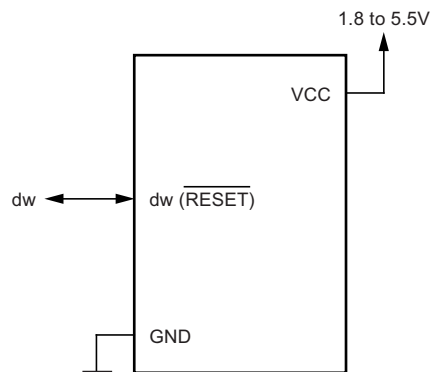 1.8 to 5.5V
VCC
dw
dw (RESET)
GND